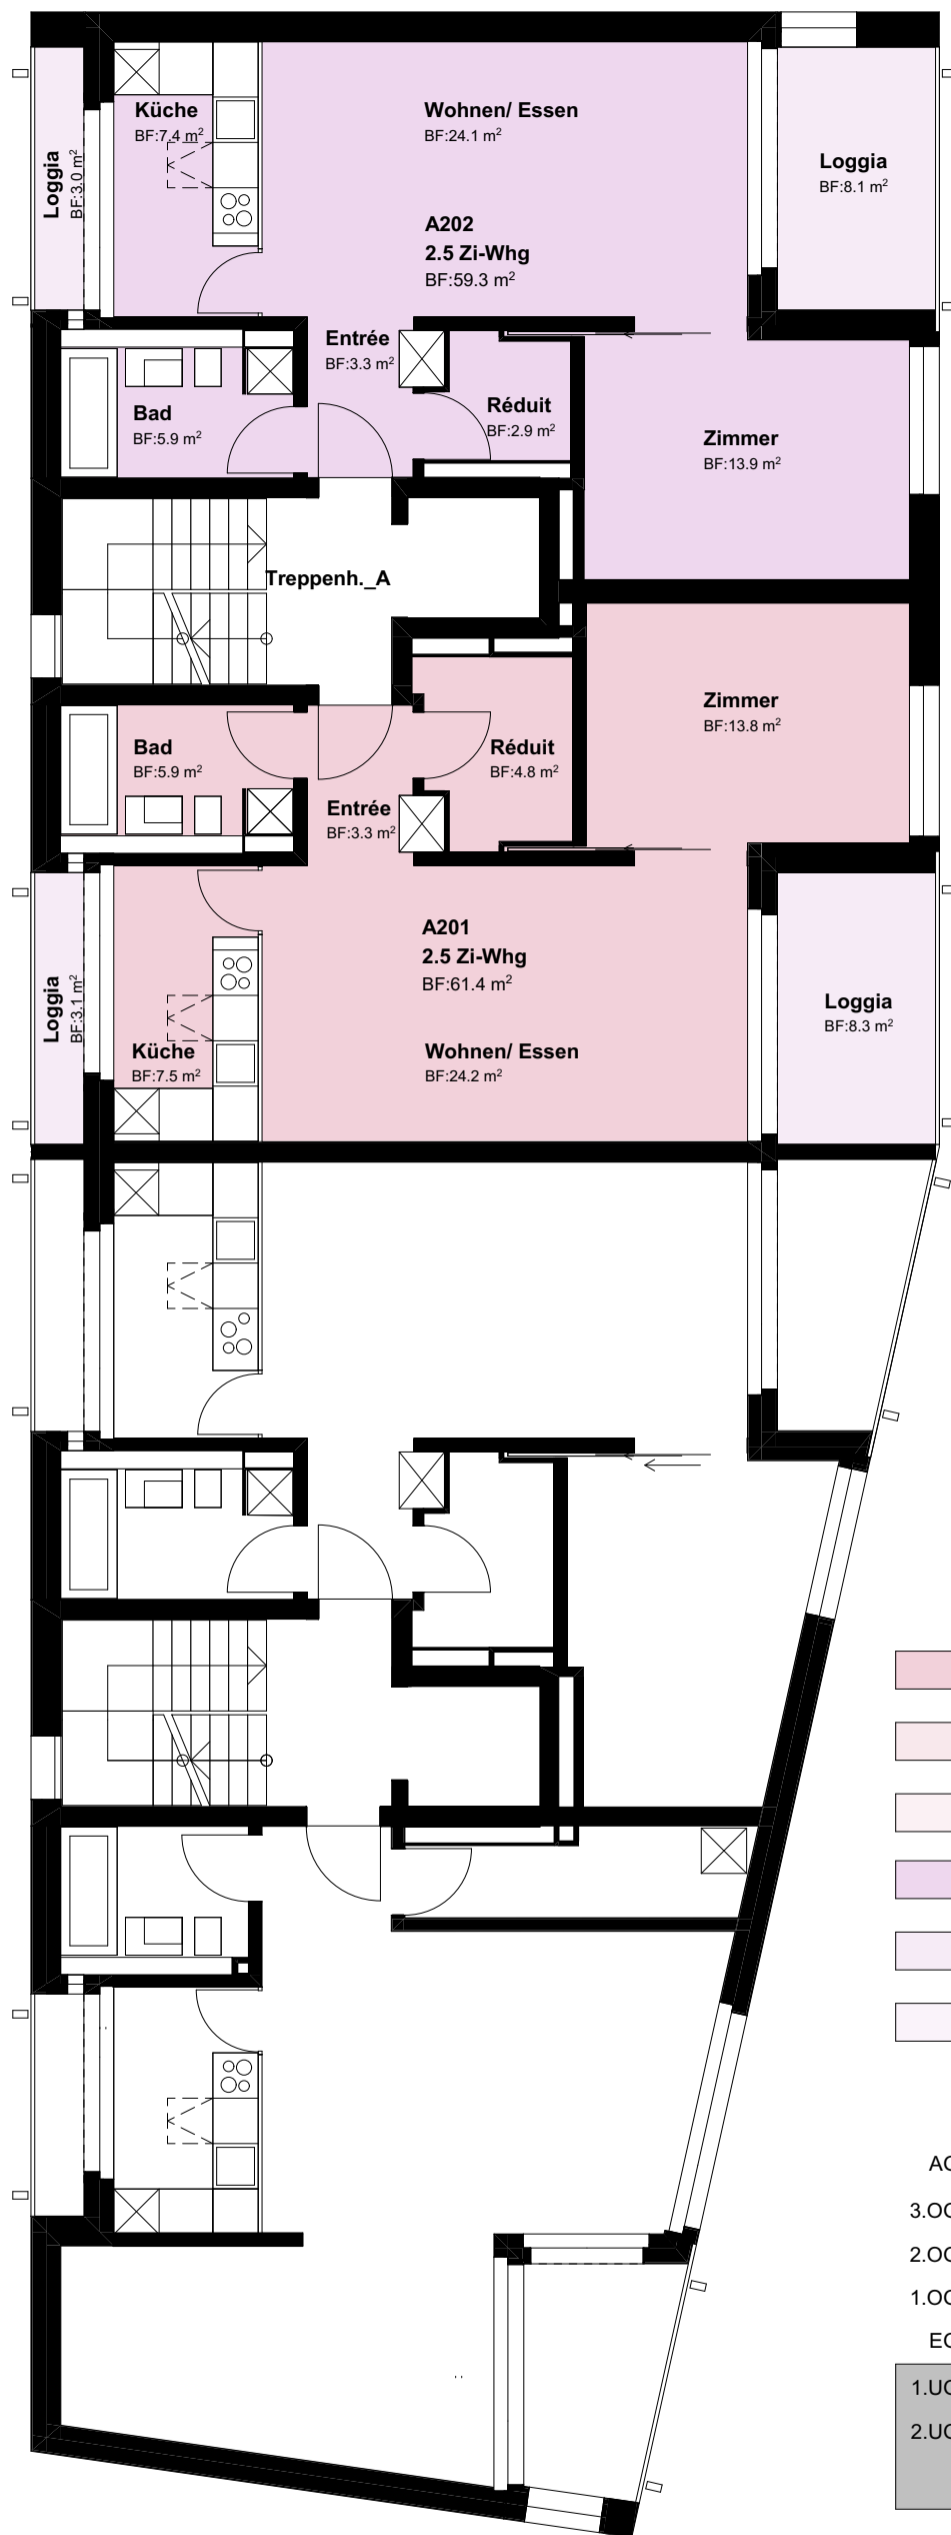 Küche
BF:7.4 m²
Wohnen/ Essen
BF:24.1 m²
Loggia
BF:3.0 m²
Loggia
BF:8.1 m²
A202
2.5 Zi-Whg
BF:59.3 m²
Entrée
BF:3.3 m²
Bad
BF:5.9 m²
Réduit
BF:2.9 m²
Zimmer
BF:13.9 m²
Treppenh._A
Zimmer
BF:13.8 m²
Bad
BF:5.9 m²
Réduit
BF:4.8 m²
Entrée
BF:3.3 m²
A201
2.5 Zi-Whg
BF:61.4 m²
Loggia
BF:3.1 m²
Loggia
BF:8.3 m²
Küche
BF:7.5 m²
Wohnen/ Essen
BF:24.2 m²